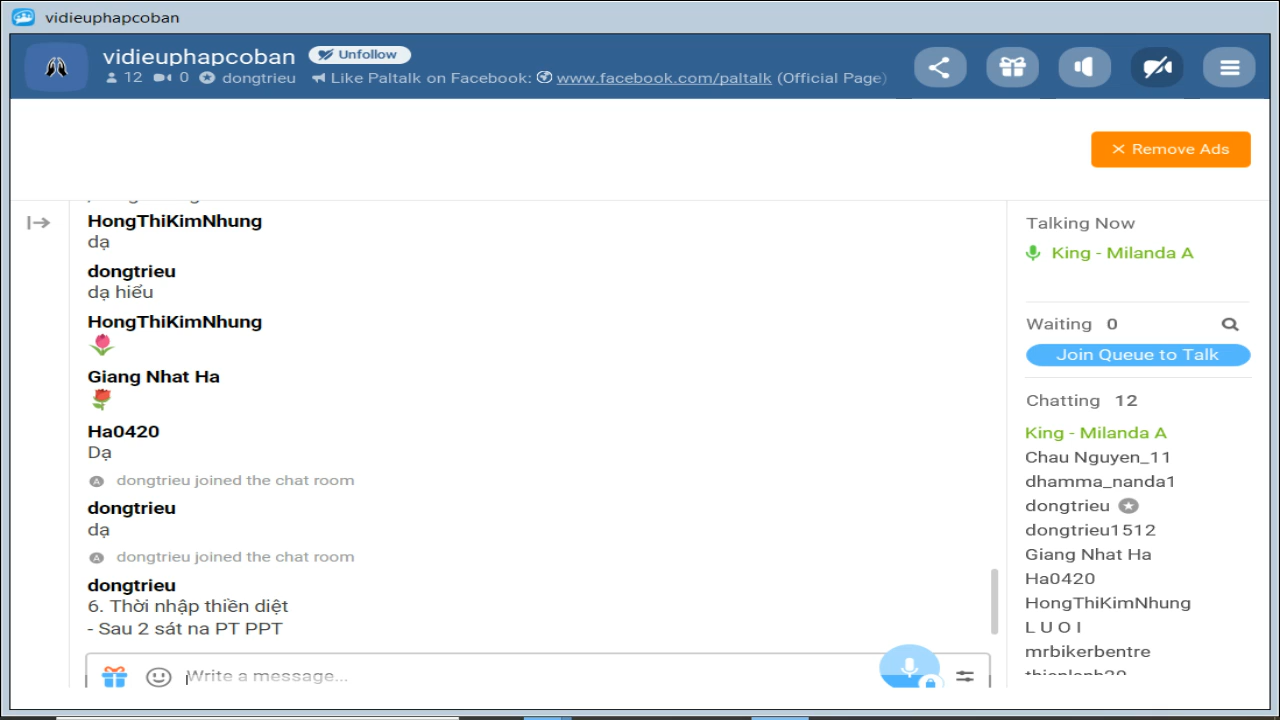 vidieuphapcoban
vidieuphapcoban Unfollow
12 0 dongtrieu Like Paltalk on Facebook: www.facebook.com/paltalk (Official Page)
Remove Ads
HongThiKimNhung
dạ
dongtrieu
dạ hiểu
HongThiKimNhung
Giang Nhat Ha
Ha0420
Dạ
A dongtrieu joined the chat room
dongtrieu
dạ
A dongtrieu joined the chat room
dongtrieu
6. Thời nhập thiền diệt
- Sau 2 sát na PT PPT
Write a message...
Talking Now
King - Milanda A
Waiting 0
Join Queue to Talk
Chatting 12
King - Milanda A
Chau Nguyen_11
dhamma_nanda1
dongtrieu
dongtrieu1512
Giang Nhat Ha
Ha0420
HongThiKimNhung
L U O I
mrbikerbentre